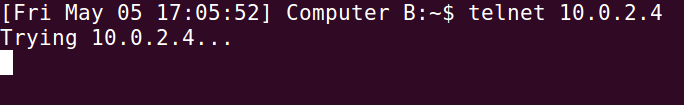 [Fri May 05 17:05:52] Computer B:~$ telnet 10.0.2.4
Trying 10.0.2.4...